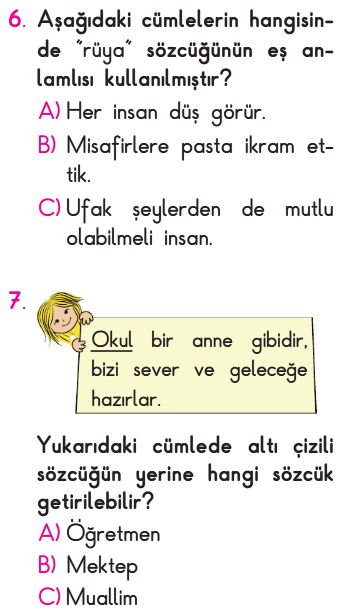 6. Aşağıdaki cümlelerin hangisin-
de "rüya" sözcüğünün eş an-
lamlısı kullanılmıştır?
A) Her insan düş görür.
B) Misafirlere pasta ikram et-
tik.
C) Ufak şeylerden de mutlu
olabilmeli insan.
7.
Okul bir anne gibidir,
bizi sever ve geleceğe
hazırlar.
Yukarıdaki cümlede altı çizili
sözcüğün yerine hangi sözcük
getirilebilir?
A) Öğretmen
B) Mektep
C) Muallim